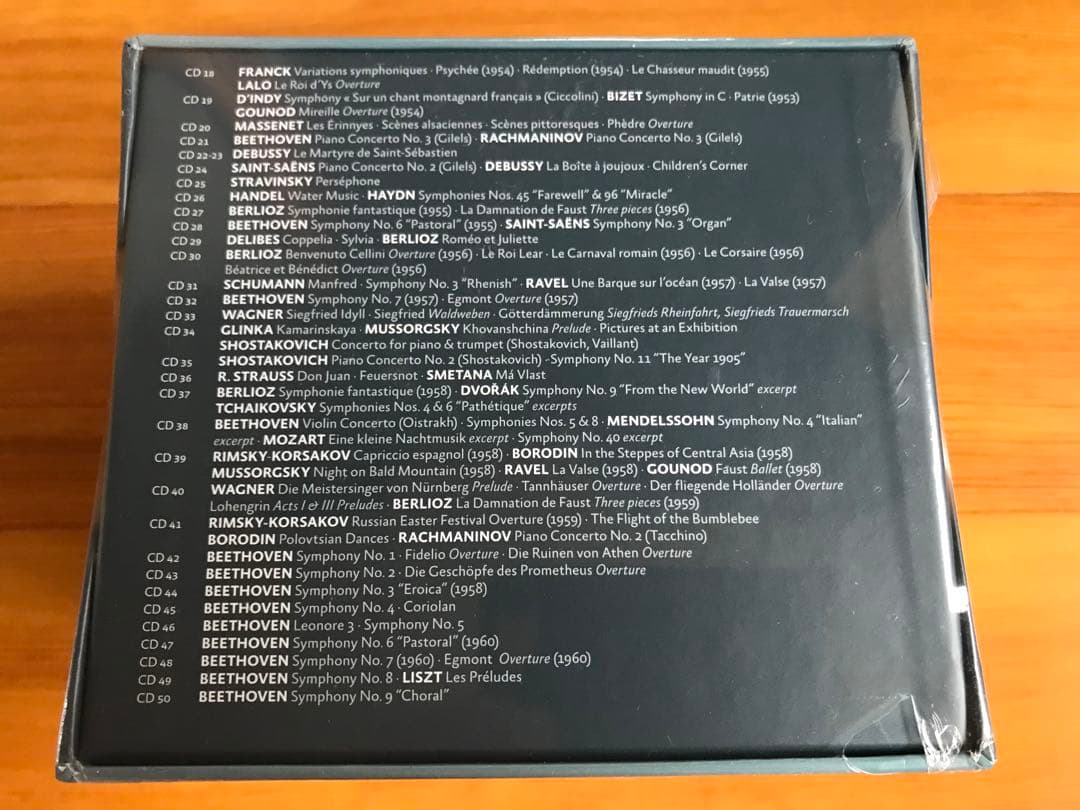 CD 18 FRANCK Variations symphoniques · Psychée (1954) · Rédemption (1954) · Le Chasseur maudit (1955)
LALO Le Roi d'Ys Overture
CD 19 D'INDY Symphony « Sur un chant montagnard français » (Ciccolini) · BIZET Symphony in C · Patrie (1953)
GOUNOD Mireille Overture (1954)
CD 20 MASSENET Les Érinnyes · Scènes alsaciennes · Scènes pittoresques · Phèdre Overture
CD 21 BEETHOVEN Piano Concerto No. 3 (Gilels) · RACHMANINOV Piano Concerto No. 3 (Gilels)
CD 22-23 DEBUSSY Le Martyre de Saint-Sébastien
CD 24 SAINT-SAËNS Piano Concerto No. 2 (Gilels) · DEBUSSY La Boîte à joujoux · Children's Corner
CD 25 STRAVINSKY Perséphone
CD 26 HANDEL Water Music · HAYDN Symphonies Nos. 45 "Farewell" & 96 "Miracle"
CD 27 BERLIOZ Symphonie fantastique (1955) · La Damnation de Faust Three pieces (1956)
CD 28 BEETHOVEN Symphony No. 6 "Pastoral" (1955) · SAINT-SAËNS Symphony No. 3 "Organ"
CD 29 DELIBES Coppelia · Sylvia · BERLIOZ Roméo et Juliette
CD 30 BERLIOZ Benvenuto Cellini Overture (1956) · Le Roi Lear · Le Carnaval romain (1956) · Le Corsaire (1956)
Béatrice et Bénédict Overture (1956)
CD 31 SCHUMANN Manfred · Symphony No. 3 "Rhenish" · RAVEL Une Barque sur l'océan (1957) · La Valse (1957)
CD 32 BEETHOVEN Symphony No. 7 (1957) · Egmont Overture (1957)
CD 33 WAGNER Siegfried Idyll · Siegfried Waldweben · Götterdämmerung Siegfrieds Rheinfahrt, Siegfrieds Trauermarsch
CD 34 GLINKA Kamarinskaya · MUSSORGSKY Khovanshchina Prelude · Pictures at an Exhibition
SHOSTAKOVICH Concerto for piano & trumpet (Shostakovich, Vaillant)
CD 35 SHOSTAKOVICH Piano Concerto No. 2 (Shostakovich) -Symphony No. 11 "The Year 1905"
CD 36 R. STRAUSS Don Juan · Feuersnot · SMETANA Má Vlast
CD 37 BERLIOZ Symphonie fantastique (1958) · DVOŘÁK Symphony No. 9 "From the New World" excerpt
TCHAIKOVSKY Symphonies Nos. 4 & 6 "Pathétique" excerpts
CD 38 BEETHOVEN Violin Concerto (Oistrakh) · Symphonies Nos. 5 & 8 · MENDELSSOHN Symphony No. 4 "Italian"
excerpt · MOZART Eine kleine Nachtmusik excerpt · Symphony No. 40 excerpt
CD 39 RIMSKY-KORSAKOV Capriccio espagnol (1958) · BORODIN In the Steppes of Central Asia (1958)
MUSSORGSKY Night on Bald Mountain (1958) · RAVEL La Valse (1958) · GOUNOD Faust Ballet (1958)
CD 40 WAGNER Die Meistersinger von Nürnberg Prelude · Tannhäuser Overture · Der fliegende Holländer Overture
Lohengrin Acts I & III Preludes · BERLIOZ La Damnation de Faust Three pieces (1959)
CD 41 RIMSKY-KORSAKOV Russian Easter Festival Overture (1959) · The Flight of the Bumblebee
BORODIN Polovtsian Dances · RACHMANINOV Piano Concerto No. 2 (Tacchino)
CD 42 BEETHOVEN Symphony No. 1 · Fidelio Overture · Die Ruinen von Athen Overture
CD 43 BEETHOVEN Symphony No. 2 · Die Geschöpfe des Prometheus Overture
CD 44 BEETHOVEN Symphony No. 3 "Eroica" (1958)
CD 45 BEETHOVEN Symphony No. 4 · Coriolan
CD 46 BEETHOVEN Leonore 3 · Symphony No. 5
CD 47 BEETHOVEN Symphony No. 6 "Pastoral" (1960)
CD 48 BEETHOVEN Symphony No. 7 (1960) · Egmont Overture (1960)
CD 49 BEETHOVEN Symphony No. 8 · LISZT Les Préludes
CD 50 BEETHOVEN Symphony No. 9 "Choral"